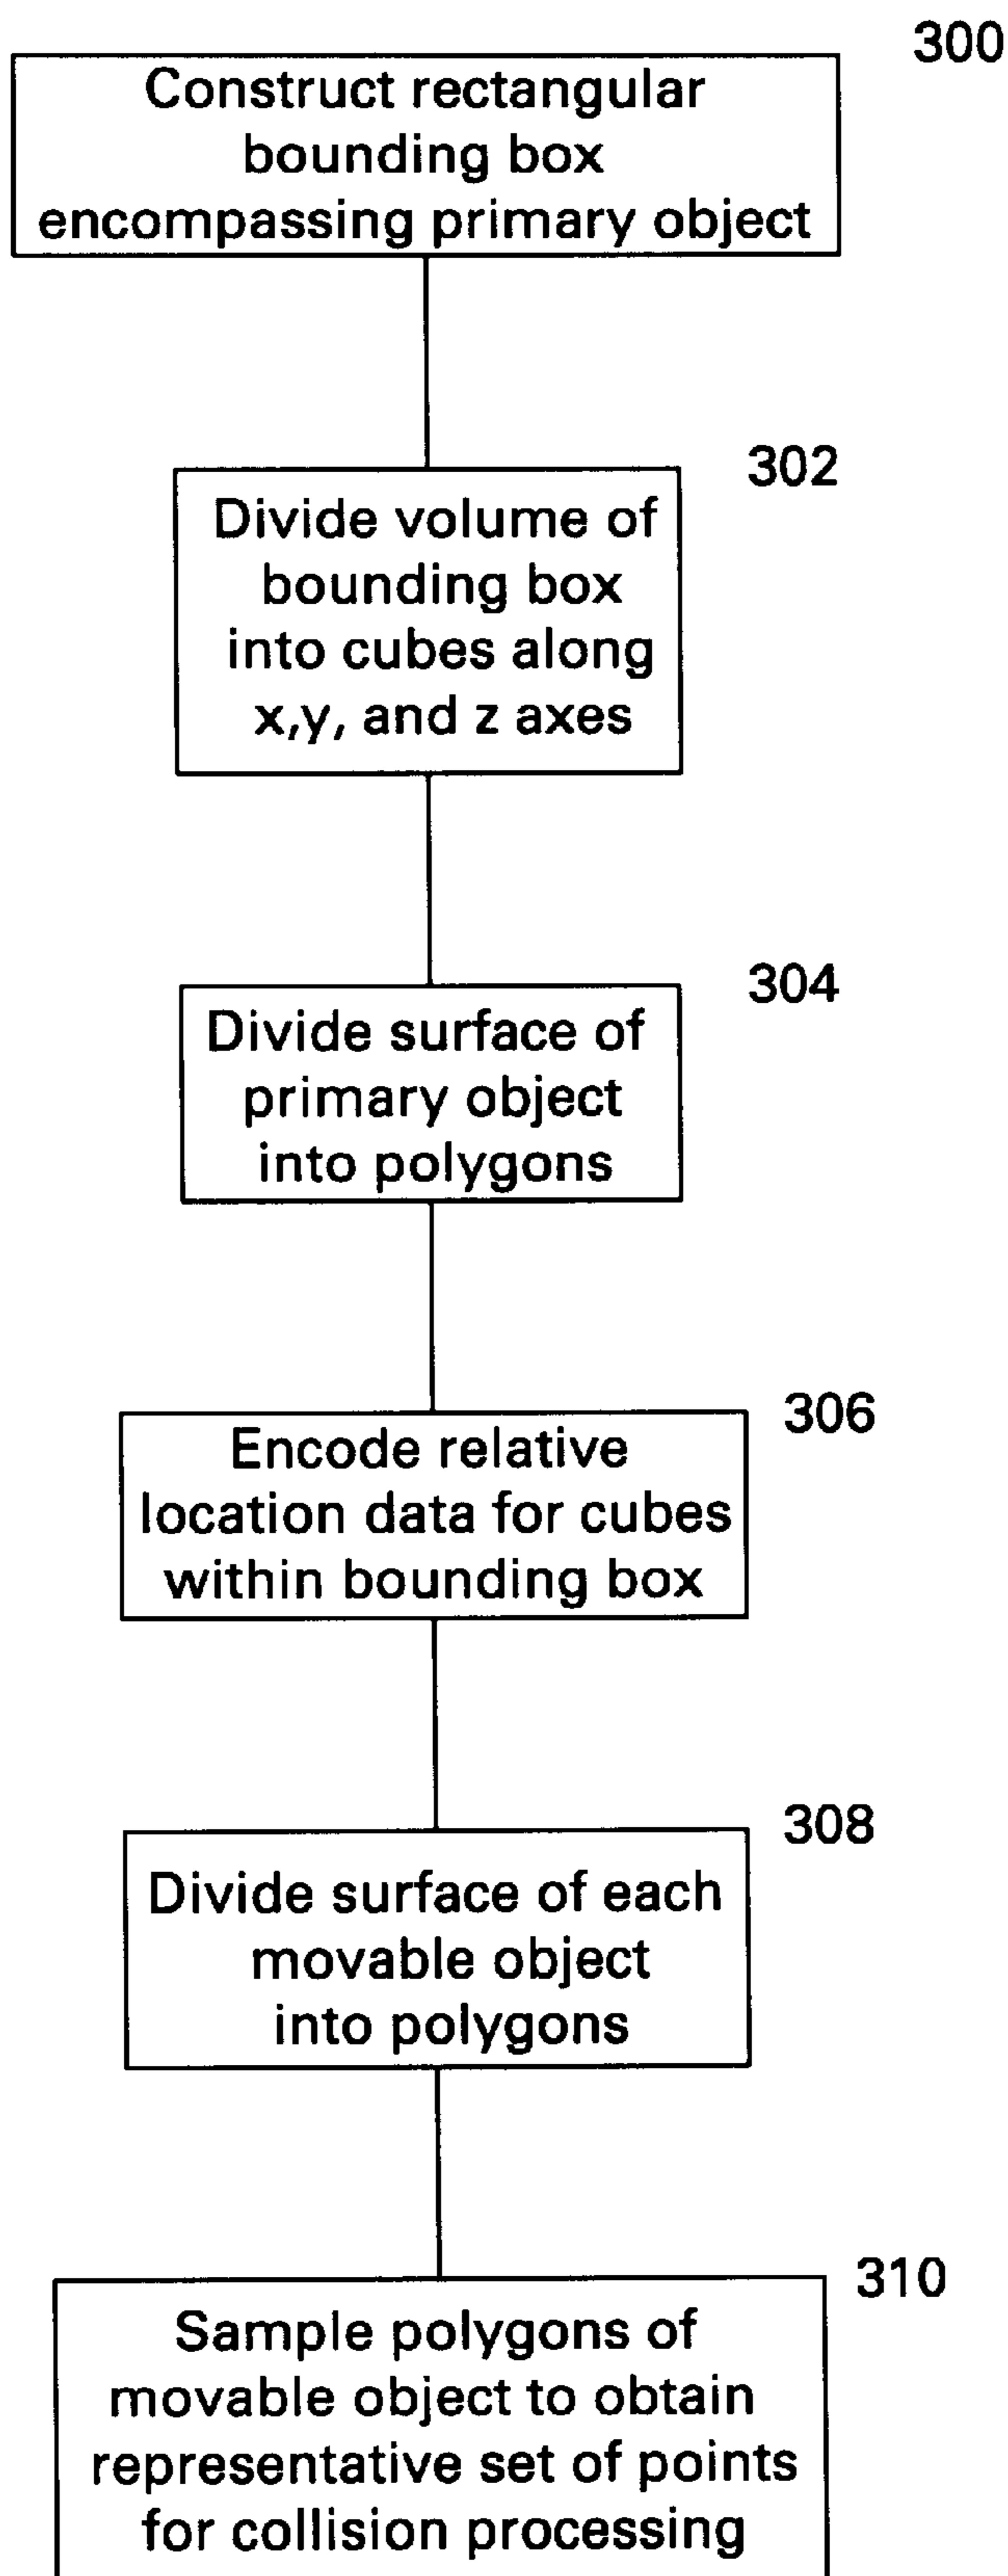 300
Construct rectangular
bounding box
encompassing primary object
302
Divide volume of
bounding box
into cubes along
x,y, and z axes
304
Divide surface of
primary object
into polygons
306
Encode relative
location data for cubes
within bounding box
308
Divide surface of each
movable object
into polygons
310
Sample polygons of
movable object to obtain
representative set of points
for collision processing